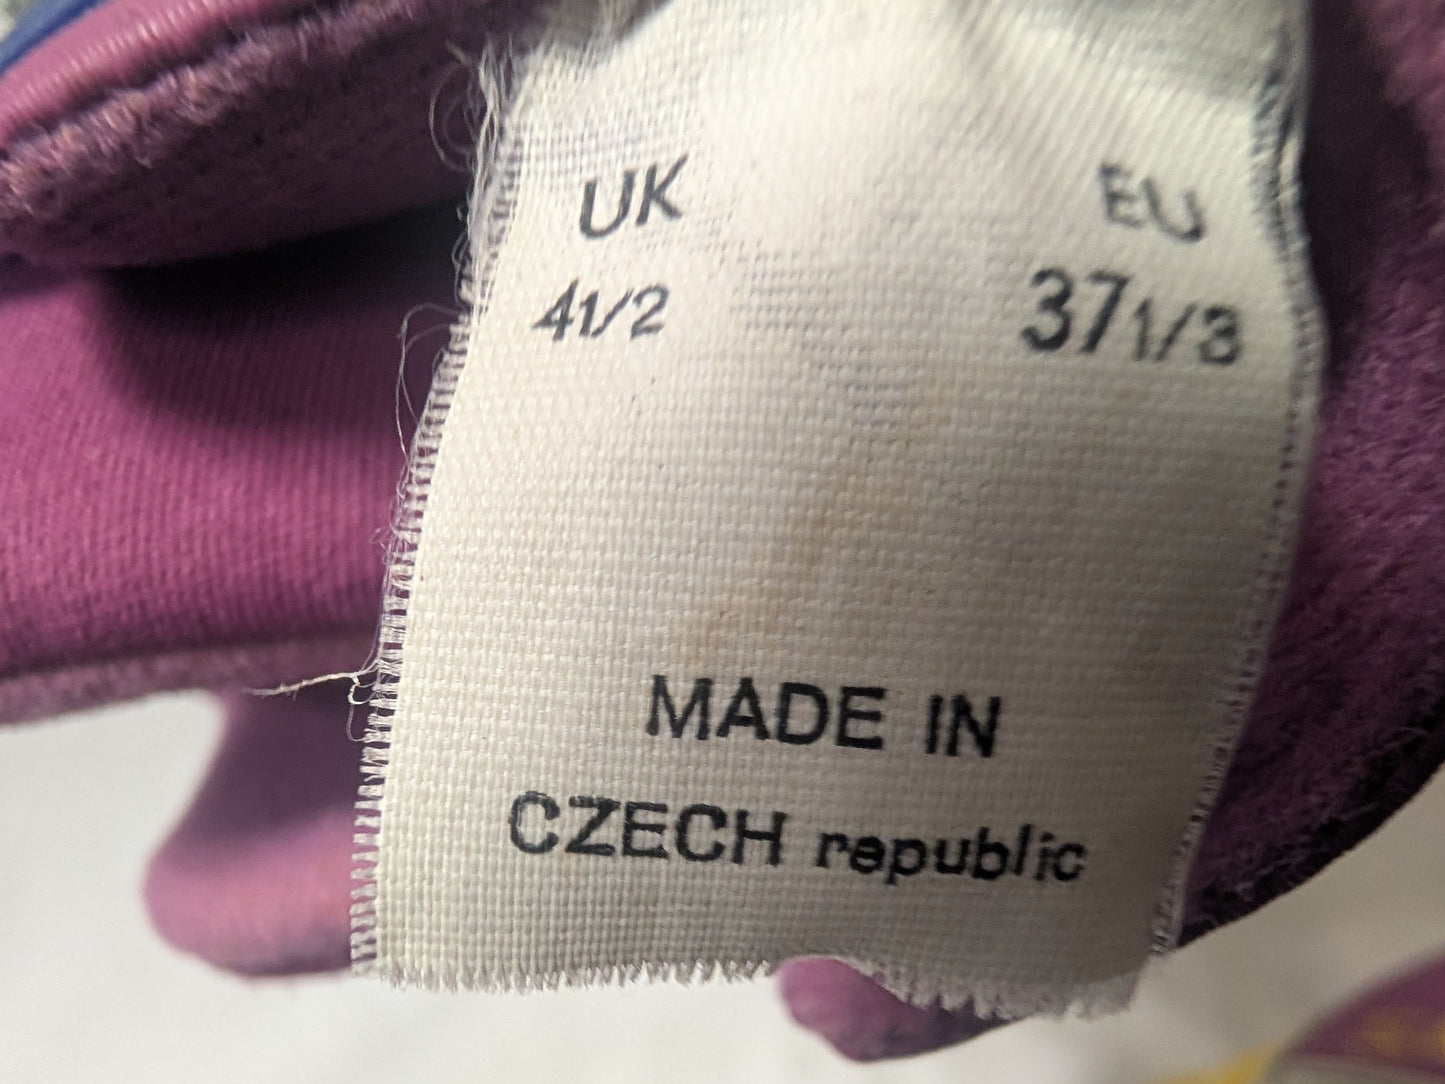 UK EU
41/2 371/3
MADE IN
CZECH republic